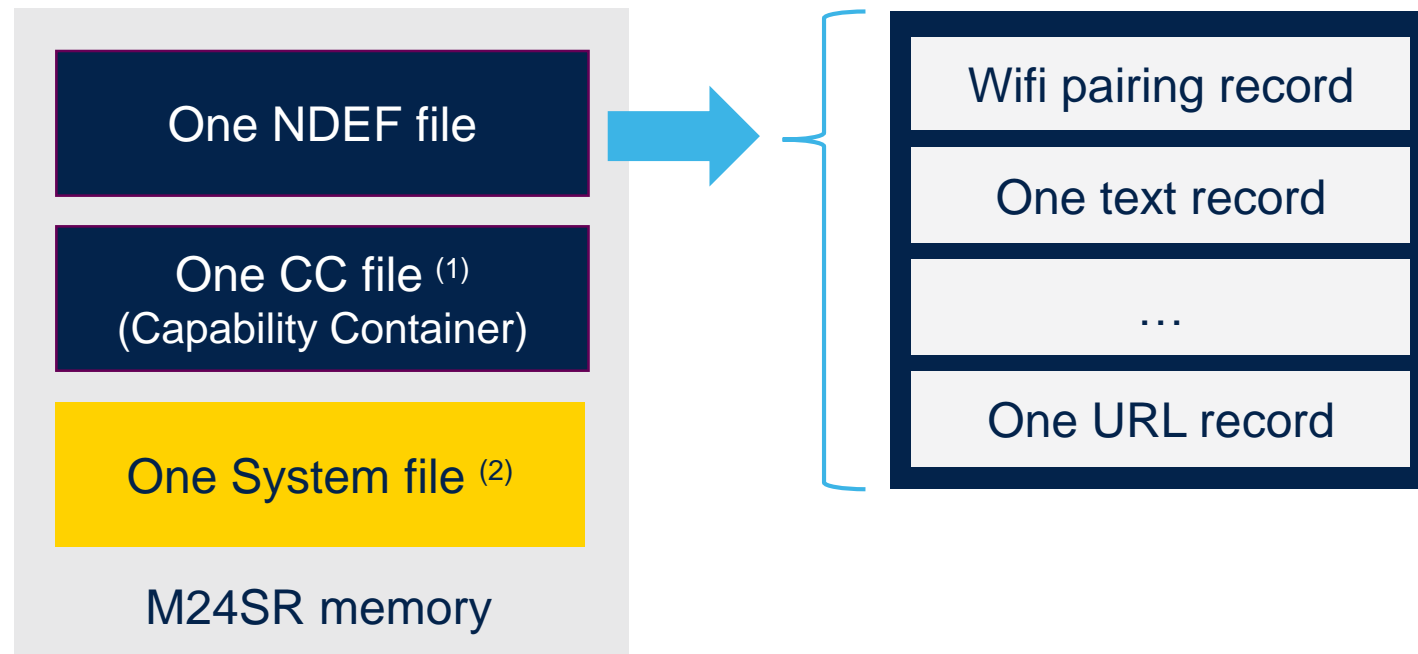 One NDEF file
One CC file (1)
(Capability Container)
One System file (2)
M24SR memory
Wifi pairing record
One text record
…
One URL record